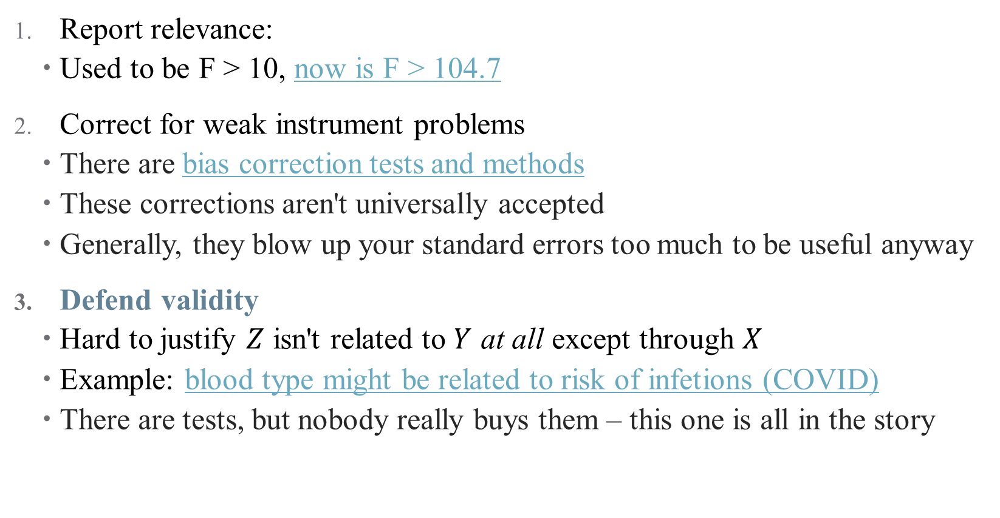 1. Report relevance:
• Used to be F > 10, now is F > 104.7
2. Correct for weak instrument problems
• There are bias correction tests and methods
• These corrections aren't universally accepted
• Generally, they blow up your standard errors too much to be useful anyway
3. Defend validity
• Hard to justify Z isn't related to Y at all except through X
• Example: blood type might be related to risk of infetions (COVID)
• There are tests, but nobody really buys them – this one is all in the story